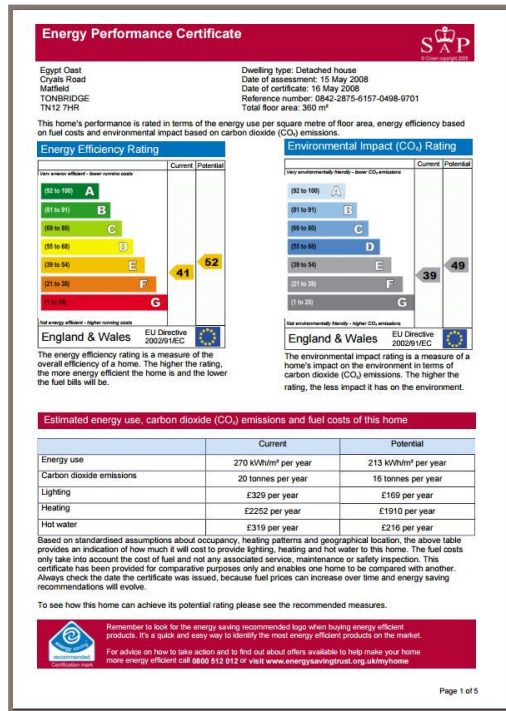 Energy Performance Certificate
SAP
© Crown copyright 2008
Egypt Oast
Cryals Road
Matfield
TONBRIDGE
TN12 7HR
Dwelling type: Detached house
Date of assessment: 15 May 2008
Date of certificate: 16 May 2008
Reference number: 0842-2875-6157-0498-9701
Total floor area: 360 m²
This home's performance is rated in terms of the energy use per square metre of floor area, energy efficiency based
on fuel costs and environmental impact based on carbon dioxide (CO₂) emissions.
Energy Efficiency Rating
Current Potential
Very energy efficient - lower running costs
(92 to 100) A
(81 to 91) B
(69 to 80) C
(55 to 68) D
(39 to 54) E
(21 to 38) F
(1 to 20) G
41
52
Not energy efficient - higher running costs
England & Wales
EU Directive
2002/91/EC
The energy efficiency rating is a measure of the
overall efficiency of a home. The higher the rating,
the more energy efficient the home is and the lower
the fuel bills will be.
Environmental Impact (CO₂) Rating
Current Potential
Very environmentally friendly - lower CO₂ emissions
(92 to 100) A
(81 to 91) B
(69 to 80) C
(55 to 68) D
(39 to 54) E
(21 to 38) F
(1 to 20) G
39
49
Not environmentally friendly - higher CO₂ emissions
England & Wales
EU Directive
2002/91/EC
The environmental impact rating is a measure of a
home's impact on the environment in terms of
carbon dioxide (CO₂) emissions. The higher the
rating, the less impact it has on the environment.
Estimated energy use, carbon dioxide (CO₂) emissions and fuel costs of this home
Current Potential
Energy use 270 kWh/m² per year 213 kWh/m² per year
Carbon dioxide emissions 20 tonnes per year 16 tonnes per year
Lighting £329 per year £169 per year
Heating £2252 per year £1910 per year
Hot water £319 per year £216 per year
Based on standardised assumptions about occupancy, heating patterns and geographical location, the above table
provides an indication of how much it will cost to provide lighting, heating and hot water to this home. The fuel costs
only take into account the cost of fuel and not any associated service, maintenance or safety inspection. This
certificate has been provided for comparative purposes only and enables one home to be compared with another.
Always check the date the certificate was issued, because fuel prices can increase over time and energy saving
recommendations will evolve.
To see how this home can achieve its potential rating please see the recommended measures.
energy saving
recommended
Certification mark
Remember to look for the energy saving recommended logo when buying energy efficient
products. It's a quick and easy way to identify the most energy efficient products on the market.
For advice on how to take action and to find out about offers available to help make your home
more energy efficient call 0800 512 012 or visit www.energysavingtrust.org.uk/myhome
Page 1 of 5